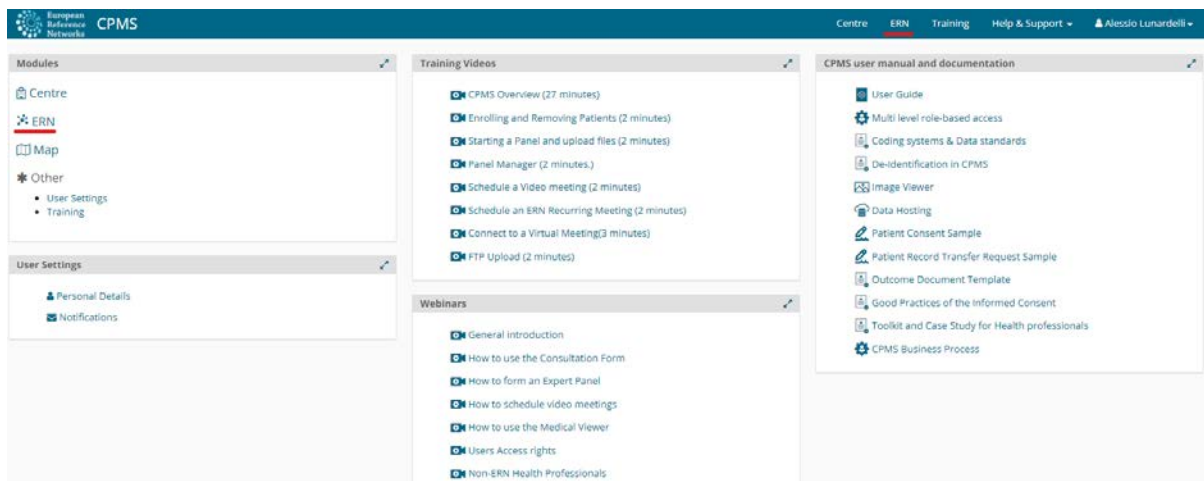 European
Reference
Networks
CPMS
Centre ERN Training Help & Support Alessio Lunardelli
Modules
Centre
ERN
Map
Other
User Settings
Training
User Settings
Personal Details
Notifications
Training Videos
CPMS Overview (27 minutes)
Enrolling and Removing Patients (2 minutes)
Starting a Panel and upload files (2 minutes)
Panel Manager (2 minutes.)
Schedule a Video meeting (2 minutes)
Schedule an ERN Recurring Meeting (2 minutes)
Connect to a Virtual Meeting(3 minutes)
FTP Upload (2 minutes)
Webinars
General introduction
How to use the Consultation Form
How to form an Expert Panel
How to schedule video meetings
How to use the Medical Viewer
Users Access rights
Non-ERN Health Professionals
CPMS user manual and documentation
User Guide
Multi level role-based access
Coding systems & Data standards
De-Identification in CPMS
Image Viewer
Data Hosting
Patient Consent Sample
Patient Record Transfer Request Sample
Outcome Document Template
Good Practices of the Informed Consent
Toolkit and Case Study for Health professionals
CPMS Business Process